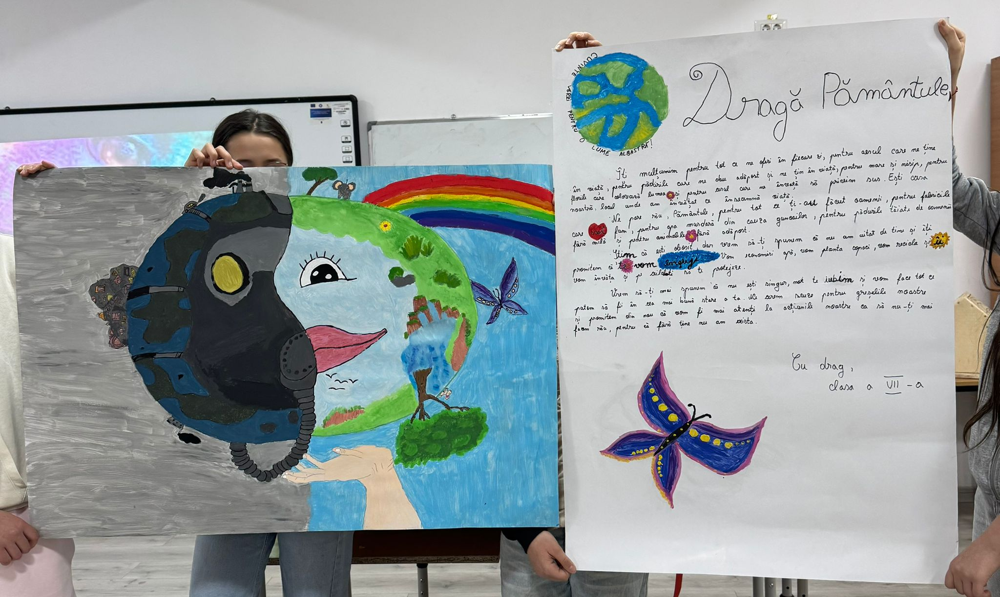 CUVINTE VERZI PENTRU O LUME ALBASTRĂ!
Dragă Pământule,
Îți mulțumim pentru tot ce ne oferi în fiecare zi, pentru aerul care ne ține
în viață, pentru pădurile care ne dau adăpost și ne țin în viață, pentru mare și nisip, pentru
florile care colorează lumea și pentru cerul care ne învață să privim sus. Ești casa
noastră, locul unde am învățat ce înseamnă viață.
Ne pare rău, Pământule, pentru tot ce ți-au făcut oamenii, pentru fabricile
care scot fum, pentru apa murdară din cauza gunoailor, pentru pădurile tăiate de oamenii
fără milă și pentru animalele fără adăpost.
Știm că ești obosit, dar vrem să-ți spunem că nu am uitat de tine și îți
promitem că te vom îngriji Vom economisi apă, vom planta copaci, vom recicla și îi
vom învăța și pe ceilalți să te protejeze.
Vrem să-ți mai spunem că nu ești singur, noi te iubim și vom face tot ce
putem să fii în cea mai bună stare a ta. Ne cerem scuze pentru greșelile noastre
și promitem din nou că vom fi mai atenți la acțiunile noastre ca să nu-ți mai
facem rău, pentru că fără tine nu am exista.
Cu drag,
clasa a VII-a